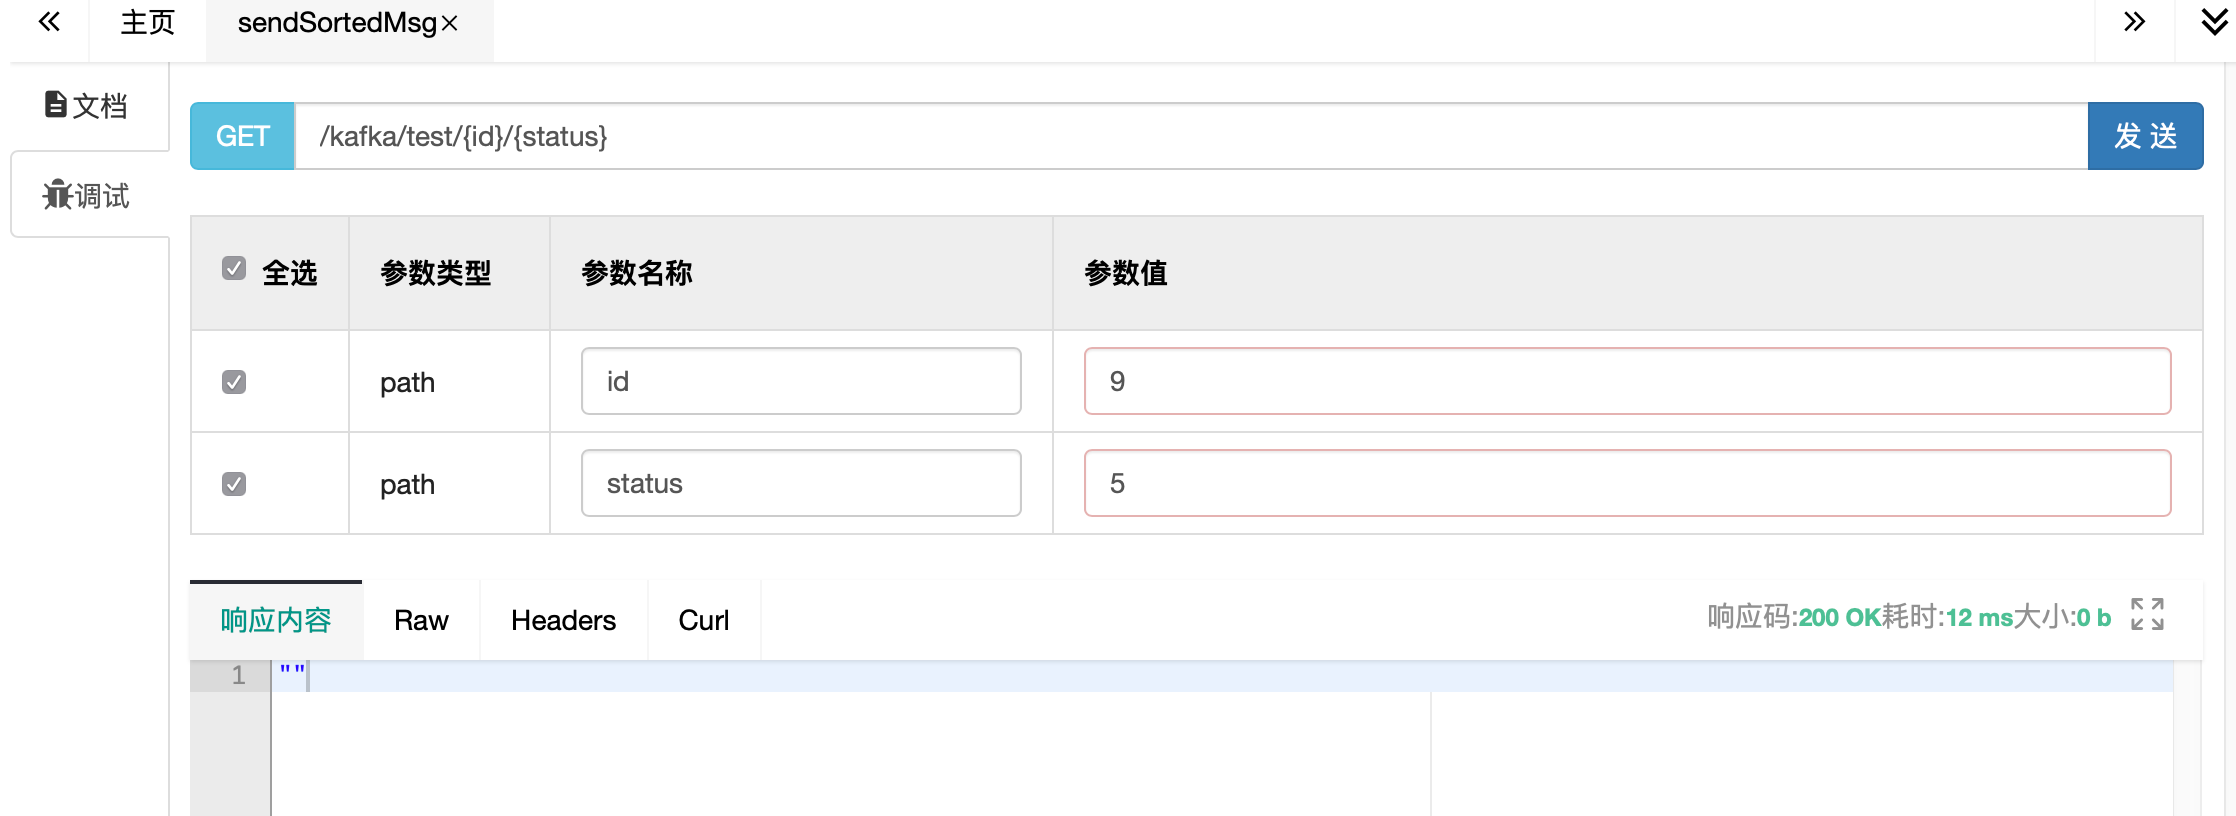 主页 sendSortedMsg×
文档
调试
GET /kafka/test/{id}/{status} 发 送
全选 参数类型 参数名称 参数值
path id 9
path status 5
响应内容 Raw Headers Curl 响应码:200 OK耗时:12 ms大小:0 b
1 ""